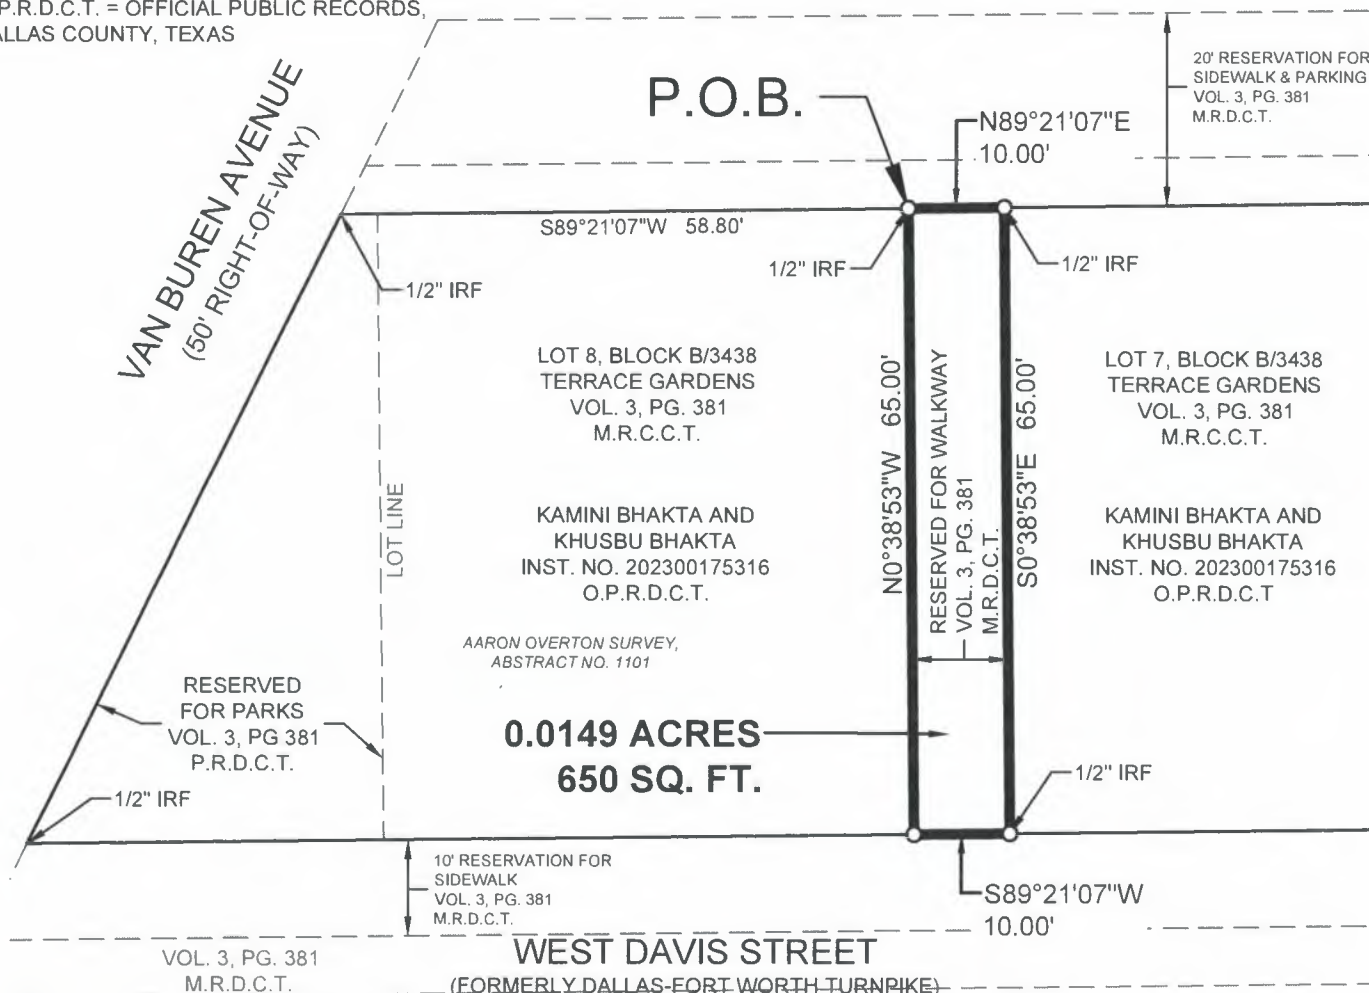 P.R.D.C.T. = OFFICIAL PUBLIC RECORDS,
ALLAS COUNTY, TEXAS
VAN BUREN AVENUE
(50' RIGHT-OF-WAY)
P.O.B.
N89°21'07"E
10.00'
20' RESERVATION FOR
SIDEWALK & PARKING
VOL. 3, PG. 381
M.R.D.C.T.
S89°21'07"W 58.80'
1/2" IRF
1/2" IRF
1/2" IRF
LOT 8, BLOCK B/3438
TERRACE GARDENS
VOL. 3, PG. 381
M.R.C.C.T.
KAMINI BHAKTA AND
KHUSBU BHAKTA
INST. NO. 202300175316
O.P.R.D.C.T.
LOT LINE
AARON OVERTON SURVEY,
ABSTRACT NO. 1101
N0°38'53"W 65.00'
RESERVED FOR WALKWAY
VOL. 3, PG. 381
M.R.D.C.T.
S0°38'53"E 65.00'
LOT 7, BLOCK B/3438
TERRACE GARDENS
VOL. 3, PG. 381
M.R.C.C.T.
KAMINI BHAKTA AND
KHUSBU BHAKTA
INST. NO. 202300175316
O.P.R.D.C.T
RESERVED
FOR PARKS
VOL. 3, PG 381
P.R.D.C.T.
0.0149 ACRES
650 SQ. FT.
1/2" IRF
1/2" IRF
10' RESERVATION FOR
SIDEWALK
VOL. 3, PG. 381
M.R.D.C.T.
S89°21'07"W
10.00'
VOL. 3, PG. 381
M.R.D.C.T.
WEST DAVIS STREET
(FORMERLY DALLAS-FORT WORTH TURNPIKE)